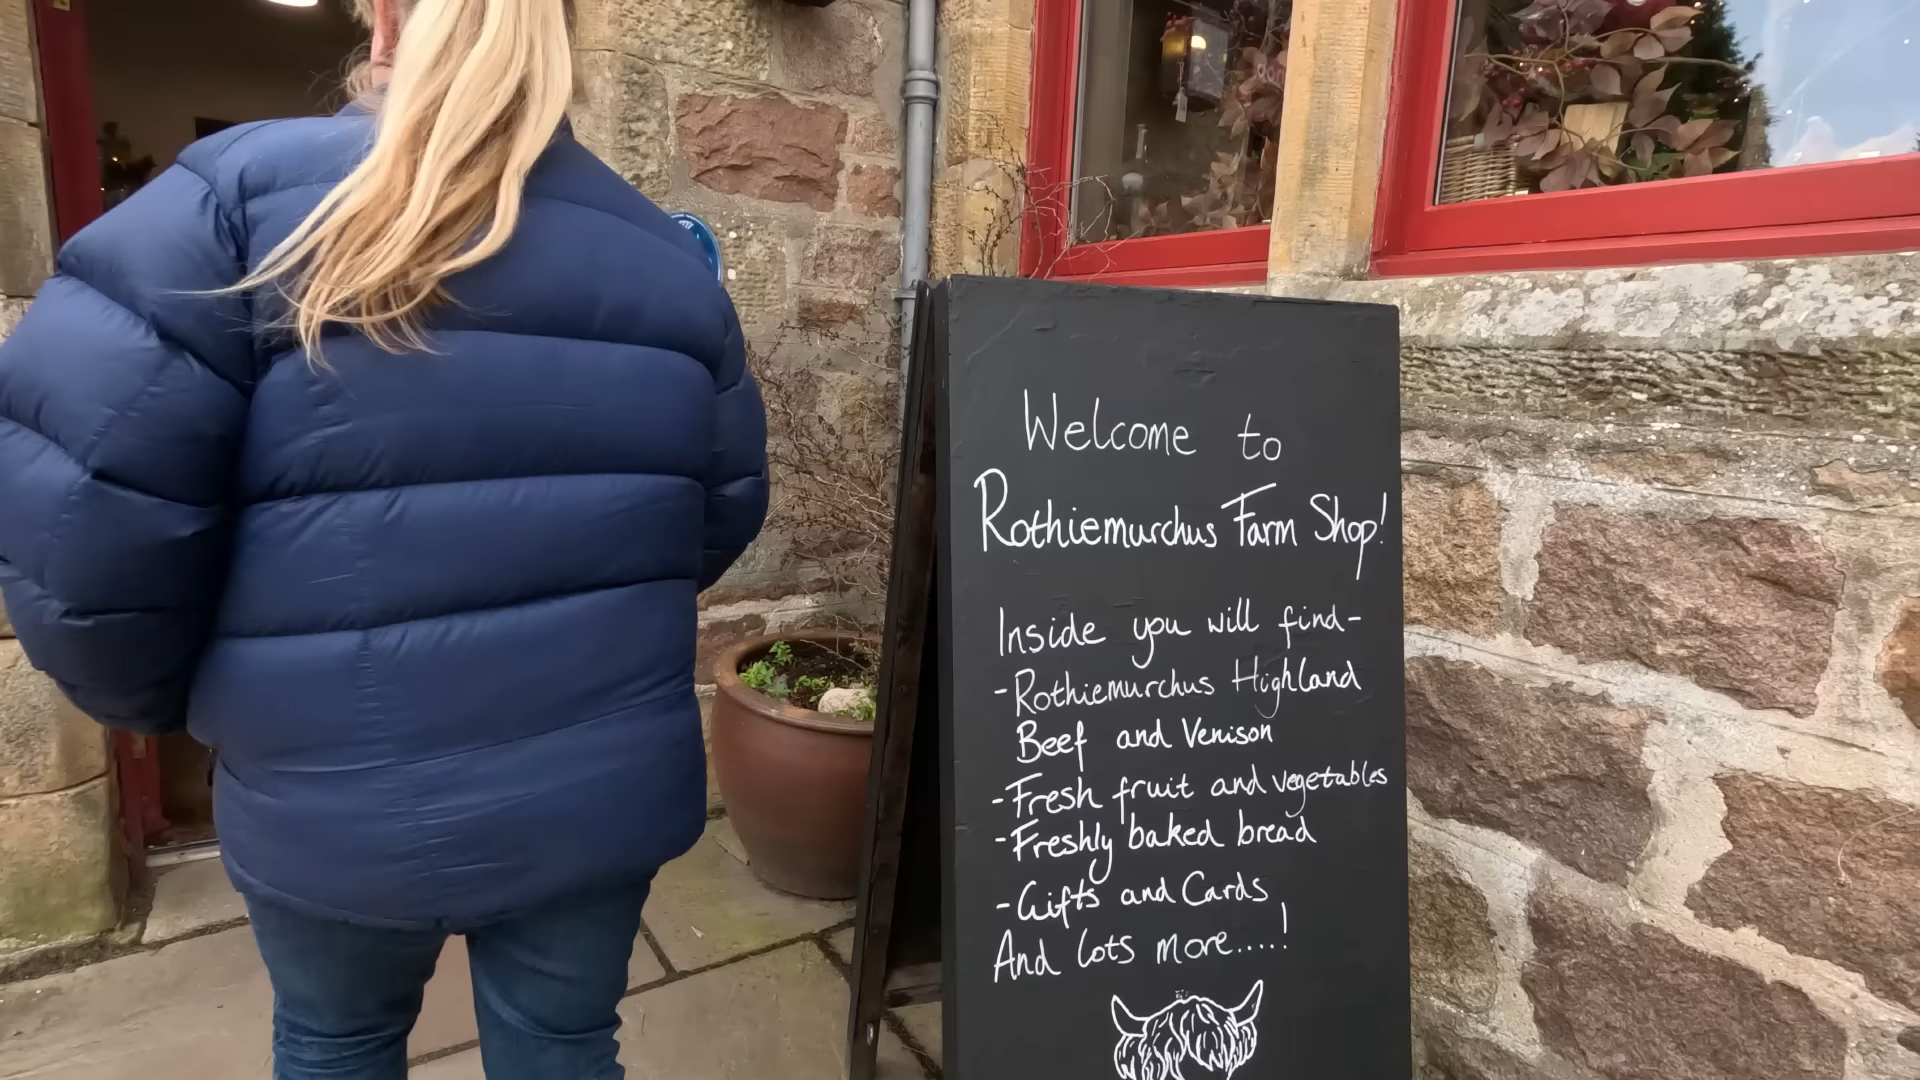 Welcome to
Rothiemurchus Farm Shop!
Inside you will find-
-Rothiemurchus Highland
Beef and Venison
-Fresh fruit and vegetables
-Freshly baked bread
-Gifts and Cards
And lots more.....!